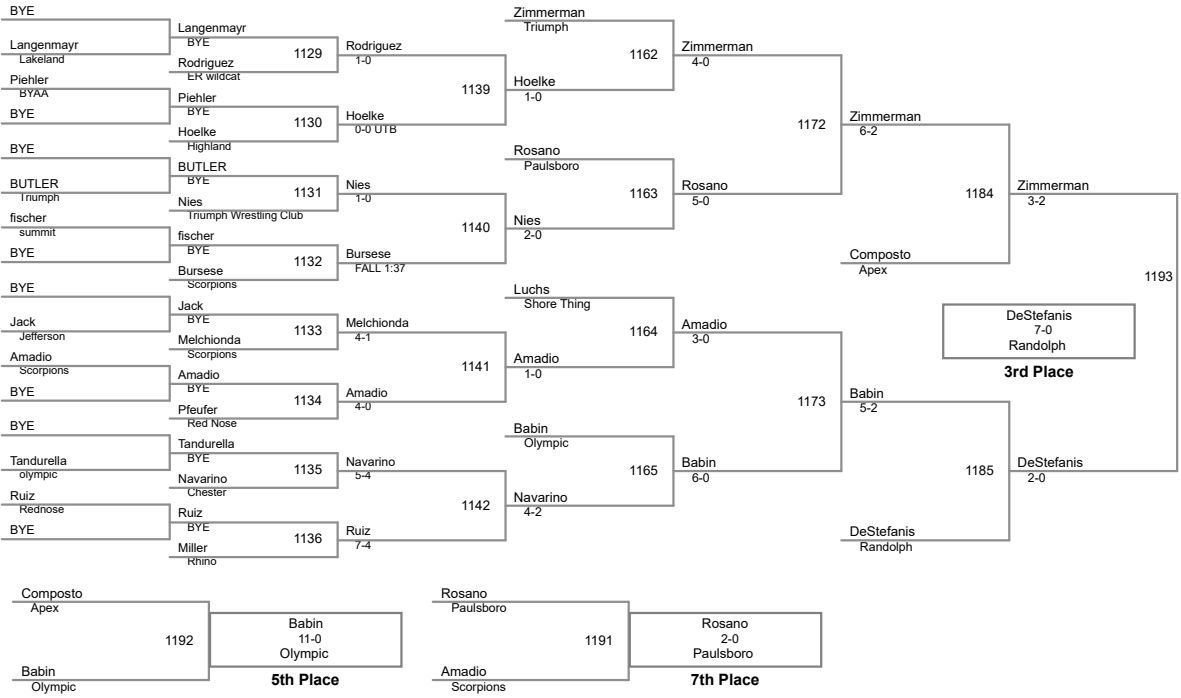 BYE
Langenmayr
Lakeland
Piehler
BYAA
BYE
BYE
BUTLER
Triumph
fischer
summit
BYE
BYE
Jack
Jefferson
Amadio
Scorpions
BYE
BYE
Tandurella
olympic
Ruiz
Rednose
BYE
Langenmayr
BYE
1129
Rodriguez
ER wildcat
Piehler
BYE
1130
Hoelke
Highland
BUTLER
BYE
1131
Nies
Triumph Wrestling Club
fischer
BYE
1132
Bursese
Scorpions
Jack
BYE
1133
Melchionda
Scorpions
Amadio
BYE
1134
Pfeufer
Red Nose
Tandurella
BYE
1135
Navarino
Chester
Ruiz
BYE
1136
Miller
Rhino
Rodriguez
1-0
1139
Hoelke
0-0 UTB
Nies
1-0
1140
Bursese
FALL 1:37
Melchionda
4-1
1141
Amadio
4-0
Navarino
5-4
1142
Ruiz
7-4
Zimmerman
Triumph
1162
Hoelke
1-0
Rosano
Paulsboro
1163
Nies
2-0
Luchs
Shore Thing
1164
Amadio
1-0
Babin
Olympic
1165
Navarino
4-2
Zimmerman
4-0
1172
Rosano
5-0
Amadio
3-0
1173
Babin
6-0
Zimmerman
6-2
1184
Composto
Apex
Babin
5-2
1185
DeStefanis
Randolph
Zimmerman
3-2
1193
DeStefanis
2-0
DeStefanis
7-0
Randolph
3rd Place
Composto
Apex
1192
Babin
Olympic
Babin
11-0
Olympic
5th Place
Rosano
Paulsboro
1191
Amadio
Scorpions
Rosano
2-0
Paulsboro
7th Place